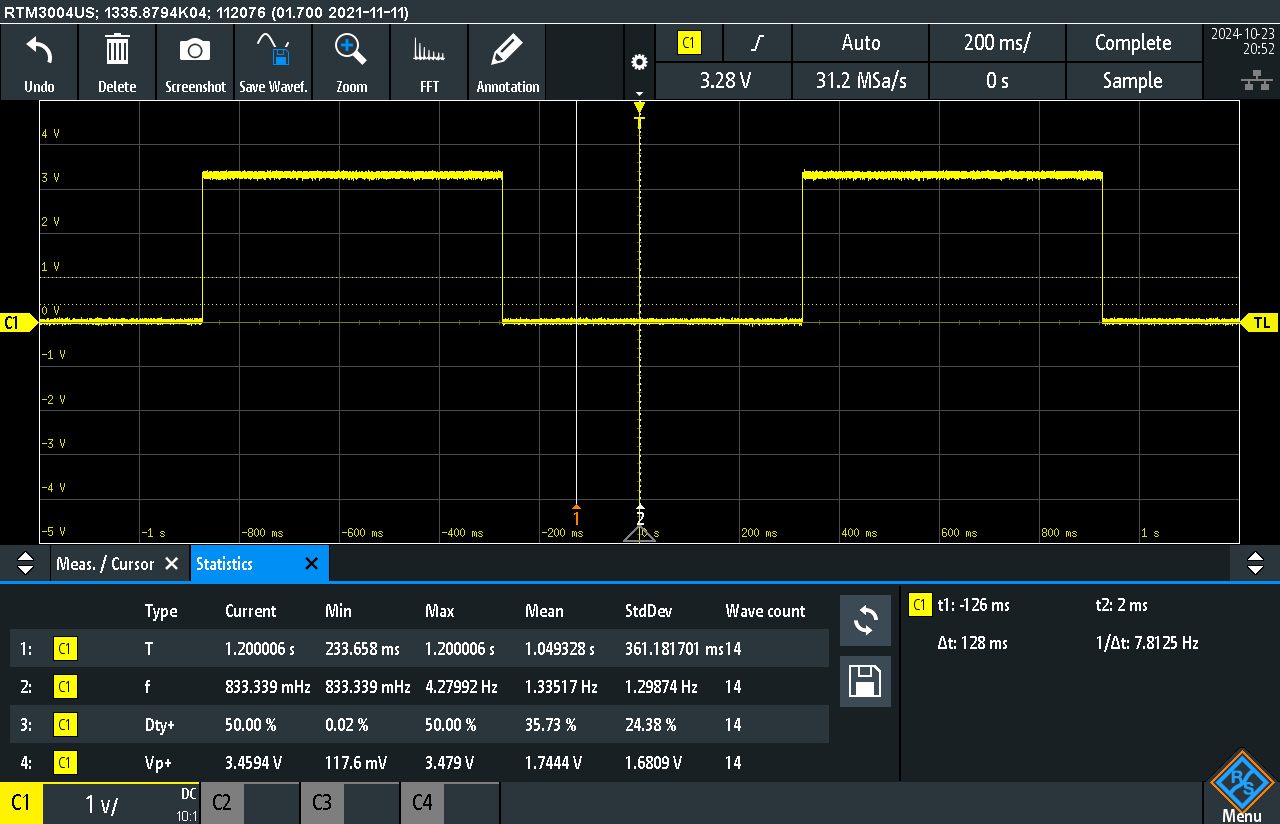 RTM3004US; 1335.8794K04; 112076 (01.700 2021-11-11)
Undo Delete Screenshot Save Wavef. Zoom FFT Annotation
C1 Auto 200 ms/ Complete
3.28 V 31.2 MSa/s 0 s Sample
2024-10-23
20:52
T
4 V
3 V
2 V
1 V
0 V
C1 TL
-1 V
-2 V
-3 V
-4 V
1 2
-5 V -1 s -800 ms -600 ms -400 ms -200 ms 0 s 200 ms 400 ms 600 ms 800 ms 1 s
Meas. / Cursor Statistics
Type Current Min Max Mean StdDev Wave count
1: C1 T 1.200006 s 233.658 ms 1.200006 s 1.049328 s 361.181701 ms 14
2: C1 f 833.339 mHz 833.339 mHz 4.27992 Hz 1.33517 Hz 1.29874 Hz 14
3: C1 Dty+ 50.00 % 0.02 % 50.00 % 35.73 % 24.38 % 14
4: C1 Vp+ 3.4594 V 117.6 mV 3.479 V 1.7444 V 1.6809 V 14
C1 t1: -126 ms t2: 2 ms
Δt: 128 ms 1/Δt: 7.8125 Hz
C1 1 V/ DC 10:1 C2 C3 C4
R S
Menu